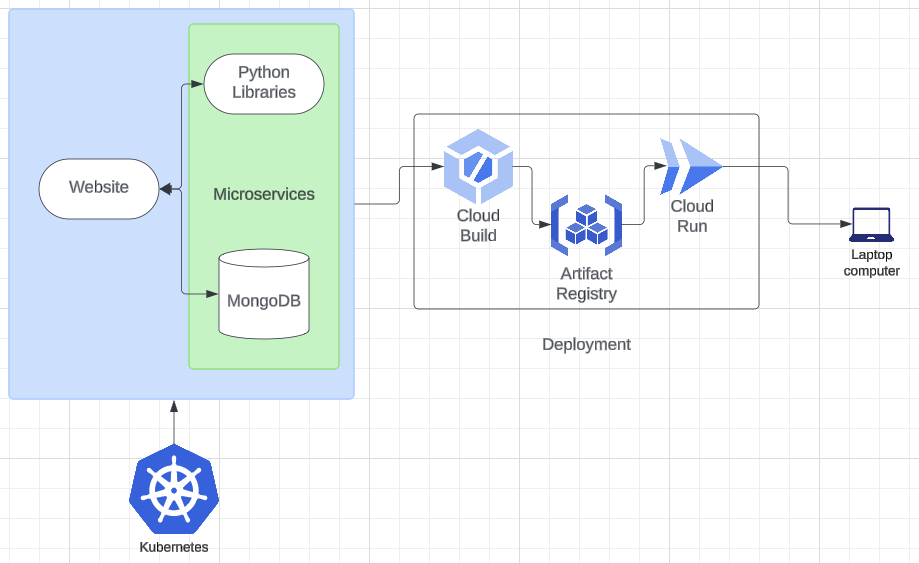 Python
Libraries
Website
Microservices
MongoDB
Kubernetes
Cloud
Build
Artifact
Registry
Cloud
Run
Deployment
Laptop
computer